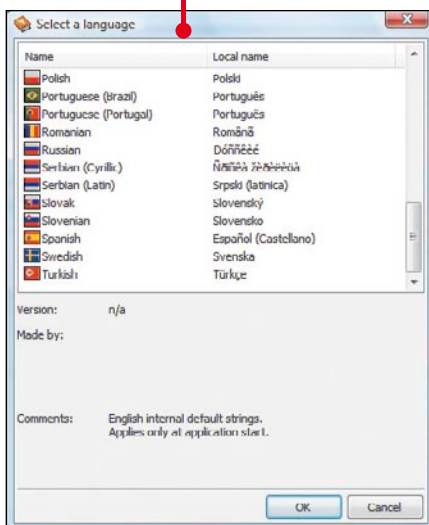 Select a language
Name Local name
Polish Polski
Portuguese (Brazil) Português
Portuguese (Portugal) Português
Romanian Română
Russian Dóññêèé
Serbian (Cyrillic)
Serbian (Latin) Srpski (latinica)
Slovak Slovenský
Slovenian Slovensko
Spanish Español (Castellano)
Swedish Svenska
Turkish Türkçe
Version: n/a
Made by:
Comments: English internal default strings.
Applies only at application start.
OK Cancel